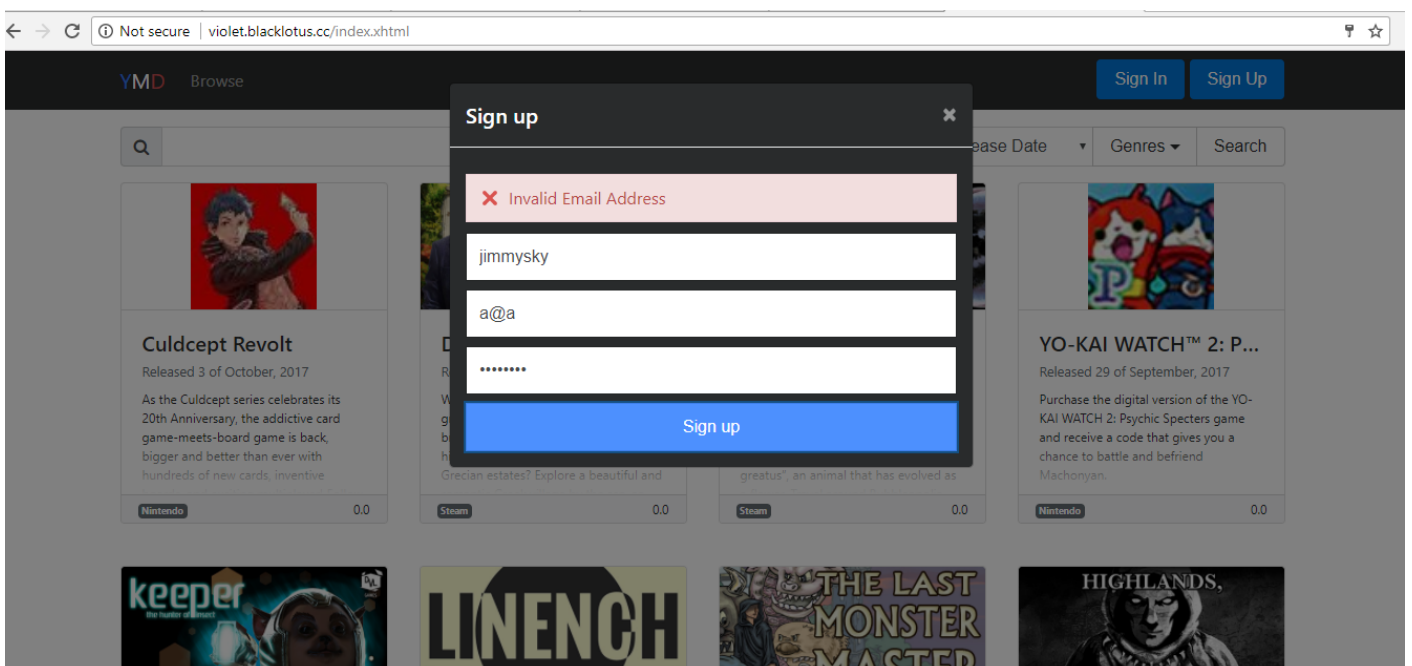 Not secure | violet.blacklotus.cc/index.xhtml
YMD Browse Sign In Sign Up
Sign up
ease Date Genres Search
Invalid Email Address
jimmysky
a@a
••••••••
Sign up
Culdcept Revolt
Released 3 of October, 2017
As the Culdcept series celebrates its
20th Anniversary, the addictive card
game-meets-board game is back,
bigger and better than ever with
hundreds of new cards, inventive
Nintendo 0.0
Grecian estates? Explore a beautiful and
Steam 0.0
greatus", an animal that has evolved as
Steam 0.0
YO-KAI WATCH™ 2: P...
Released 29 of September, 2017
Purchase the digital version of the YO-
KAI WATCH 2: Psychic Specters game
and receive a code that gives you a
chance to battle and befriend
Machonyan.
Nintendo 0.0
keeper
LINENCH
THE LAST
MONSTER
MASTER
HIGHLANDS,